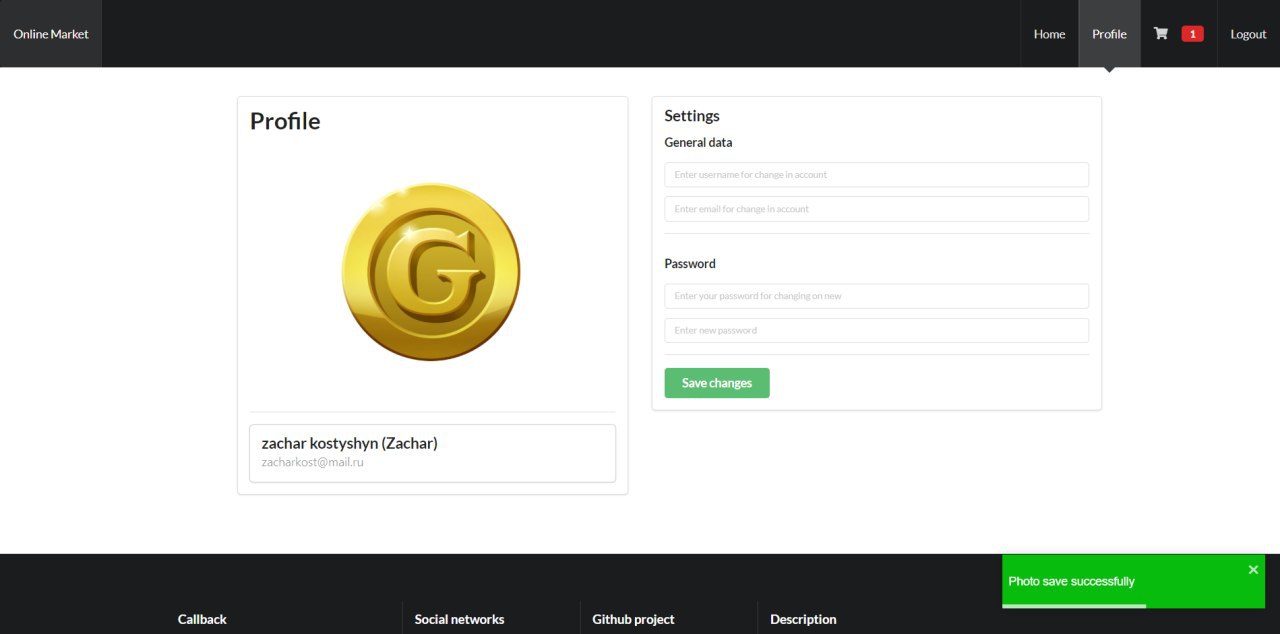 Online Market
Home
Profile
1
Logout
Profile
G
zachar kostyshyn (Zachar)
zacharkost@mail.ru
Settings
General data
Enter username for change in account
Enter email for change in account
Password
Enter your password for changing on new
Enter new password
Save changes
Photo save successfully
Callback
Social networks
Github project
Description